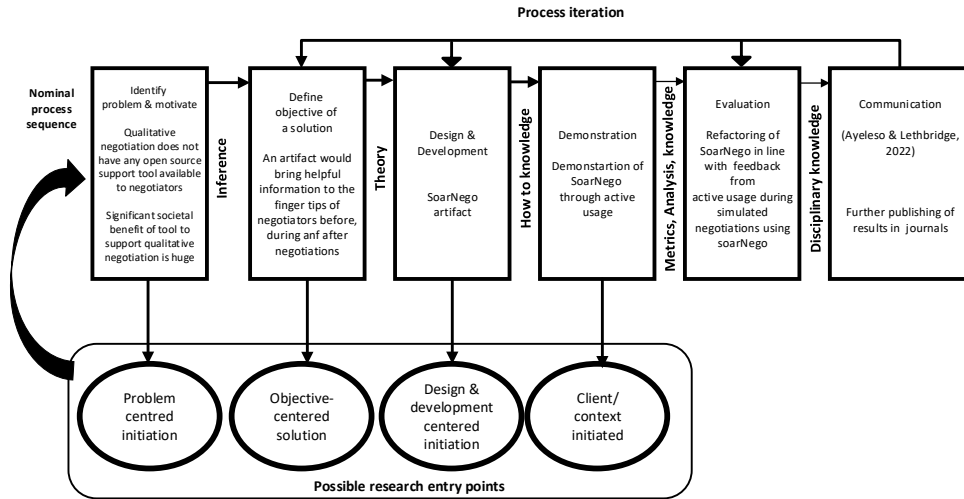 Process iteration
Nominal
process
sequence
Identify
problem & motivate
Qualitative
negotiation does not
have any open source
support tool available
to negotiators
Significant societal
benefit of tool to
support qualitative
negotiation is huge
Inference
Define
objective of
a solution
An artifact would
bring helpful
information to the
finger tips of
negotiators before,
during anf after
negotiations
Theory
Design &
Development
SoarNego
artifact
How to knowledge
Demonstration
Demonstartion of
SoarNego
through active
usage
Metrics, Analysis, knowledge
Evaluation
Refactoring of
SoarNego in line
with feedback
from
active usage during
simulated
negotiations using
soarNego
Disciplinary knowledge
Communication
(Ayeleso & Lethbridge,
2022)
Further publishing of
results in journals
Problem
centred
initiation
Objective-
centered
solution
Design &
development
centered
initiation
Client/
context
initiated
Possible research entry points